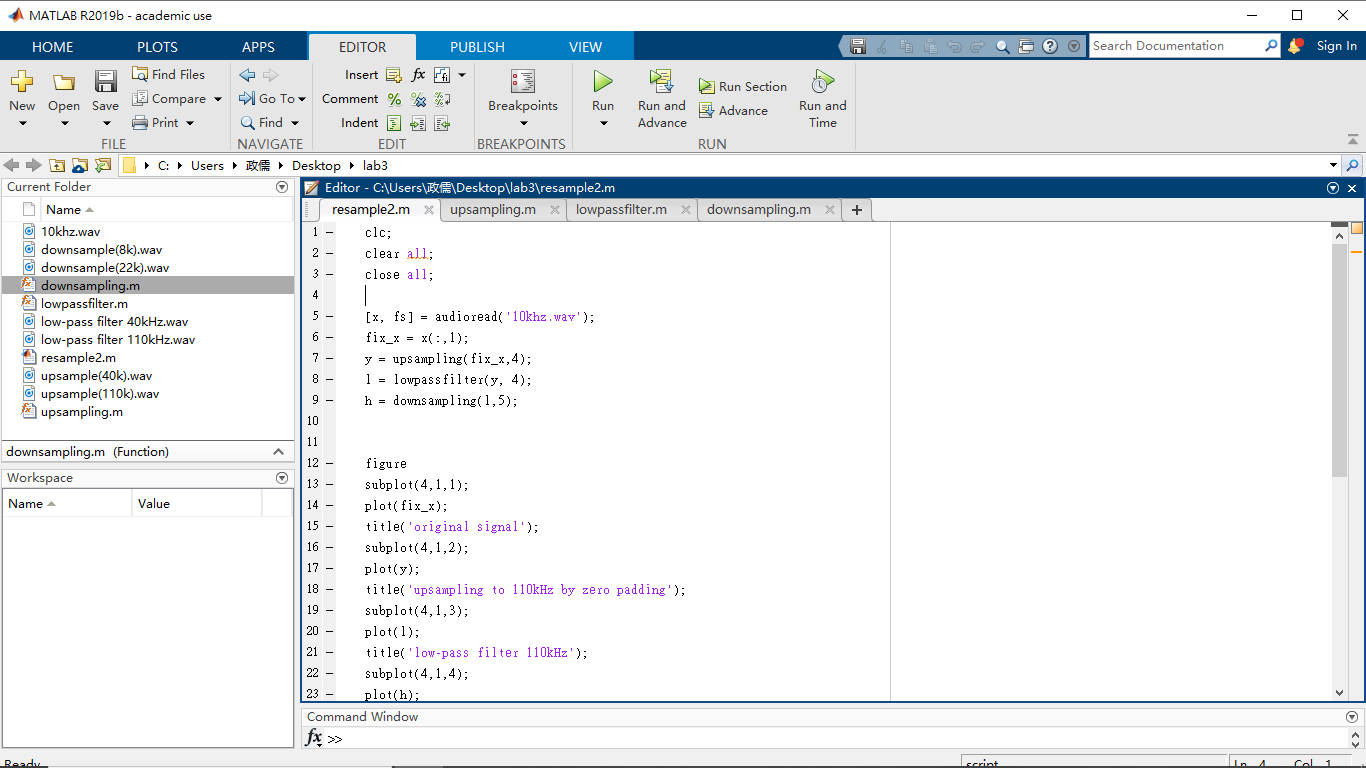 MATLAB R2019b - academic use
HOME PLOTS APPS EDITOR PUBLISH VIEW
Search Documentation
Sign In
New Open Save
Find Files
Compare
Print
Go To
Find
Insert
Comment
Indent
Breakpoints
Run
Run and Advance
Run Section
Advance
Run and Time
FILE NAVIGATE EDIT BREAKPOINTS RUN
C: Users 政儒 Desktop lab3
Current Folder
Name
10khz.wav
downsample(8k).wav
downsample(22k).wav
downsampling.m
lowpassfilter.m
low-pass filter 40kHz.wav
low-pass filter 110kHz.wav
resample2.m
upsample(40k).wav
upsample(110k).wav
upsampling.m
downsampling.m (Function)
Workspace
Name Value
Editor - C:\Users\政儒\Desktop\lab3\resample2.m
resample2.m upsampling.m lowpassfilter.m downsampling.m
1 – clc;
2 – clear all;
3 – close all;
4
5 – [x, fs] = audioread('10khz.wav');
6 – fix_x = x(:,1);
7 – y = upsampling(fix_x,4);
8 – l = lowpassfilter(y, 4);
9 – h = downsampling(l,5);
10
11
12 – figure
13 – subplot(4,1,1);
14 – plot(fix_x);
15 – title('original signal');
16 – subplot(4,1,2);
17 – plot(y);
18 – title('upsampling to 110kHz by zero padding');
19 – subplot(4,1,3);
20 – plot(l);
21 – title('low-pass filter 110kHz');
22 – subplot(4,1,4);
23 – plot(h);
Command Window
fx >>
Ready
script
Ln 4 Col 1